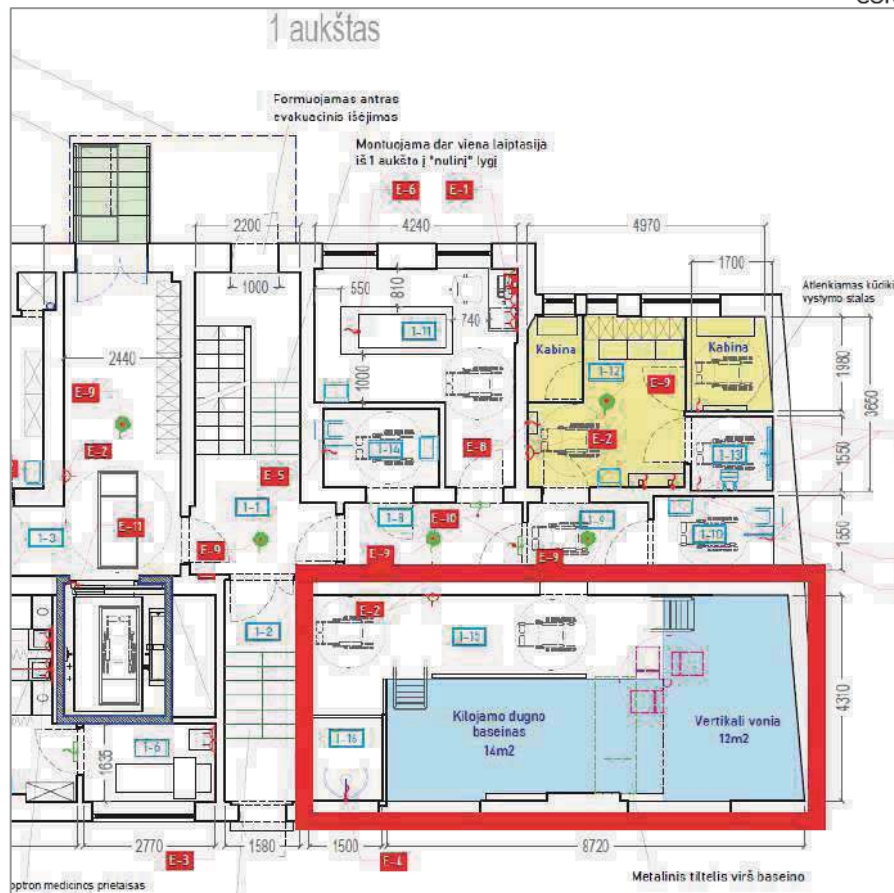 1 aukštas
Formuojamas antras
evakuacinis išėjimas
Montuojama dar viena laiptasija
iš 1 aukšto į "nulinį" lygį
E-6 E-1
2200 4240 4970
1700
1000 550 810 740
Atlenkiamas kūdiki
vystymo stalas
1-11
Kabina Kabina
2440
1-12
1000
1980
3650
E-9 E-9
E-2 E-2
1-14 E-8
1-13
1550
E-5
E-11 1-1 1-8 E-10 1-9 1-10
1-3
1550
E-9 E-9 E-9
E-2
1-2 1-15
Kilojamo dugno
baseinas
14m2
Vertikali vonia
12m2
4310
1-16
1-6
1635
2770 1580 1500 8720
E-3 E-4
Metalinis tiltelis virš baseino
optron medicinos prietaisas